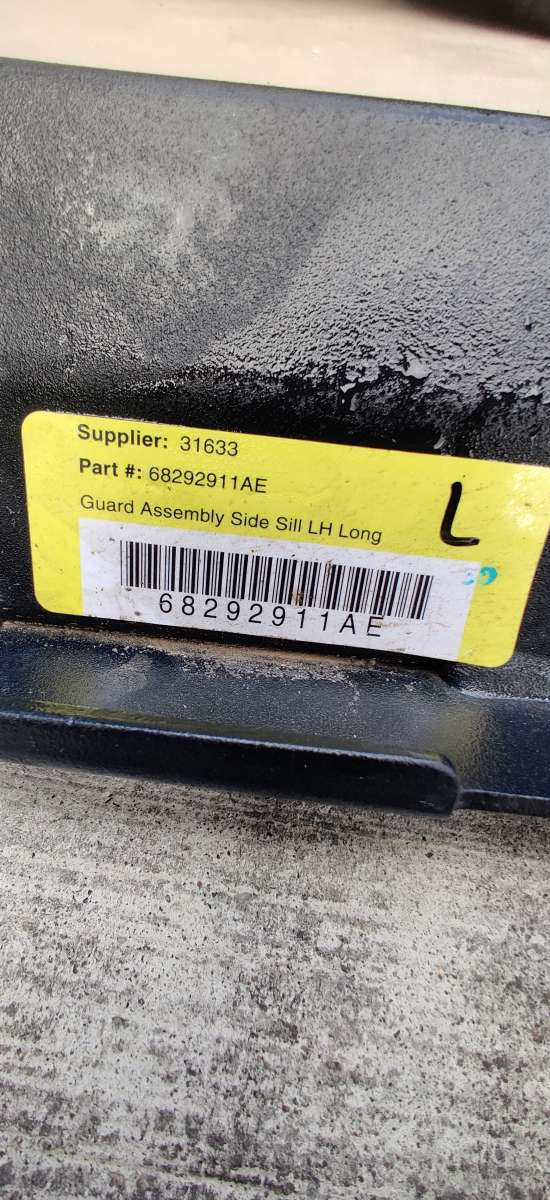 Supplier: 31633
Part #: 68292911AE
Guard Assembly Side Sill LH Long
L
68292911AE